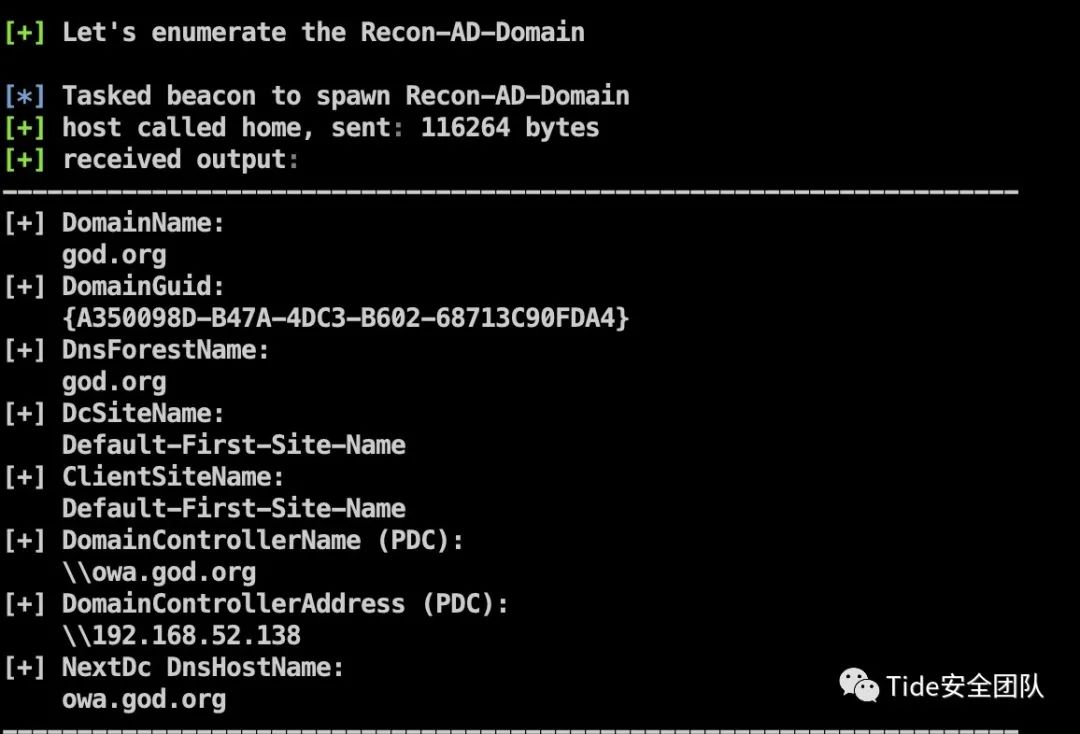 [+] Let's enumerate the Recon-AD-Domain
[*] Tasked beacon to spawn Recon-AD-Domain
[+] host called home, sent: 116264 bytes
[+] received output:
[+] DomainName:
god.org
[+] DomainGuid:
{A350098D-B47A-4DC3-B602-68713C90FDA4}
[+] DnsForestName:
god.org
[+] DcSiteName:
Default-First-Site-Name
[+] ClientSiteName:
Default-First-Site-Name
[+] DomainControllerName (PDC):
\\owa.god.org
[+] DomainControllerAddress (PDC):
\\192.168.52.138
[+] NextDc DnsHostName:
owa.god.org
Tide安全团队